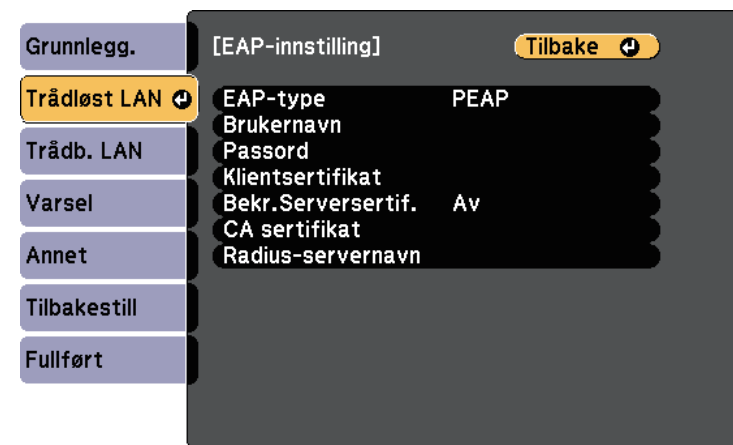 Grunnlegg.
Trådløst LAN
Trådb. LAN
Varsel
Annet
Tilbakestill
Fullført
[EAP-innstilling]
Tilbake
EAP-type PEAP
Brukernavn
Passord
Klientsertifikat
Bekr.Serversertif. Av
CA sertifikat
Radius-servernavn